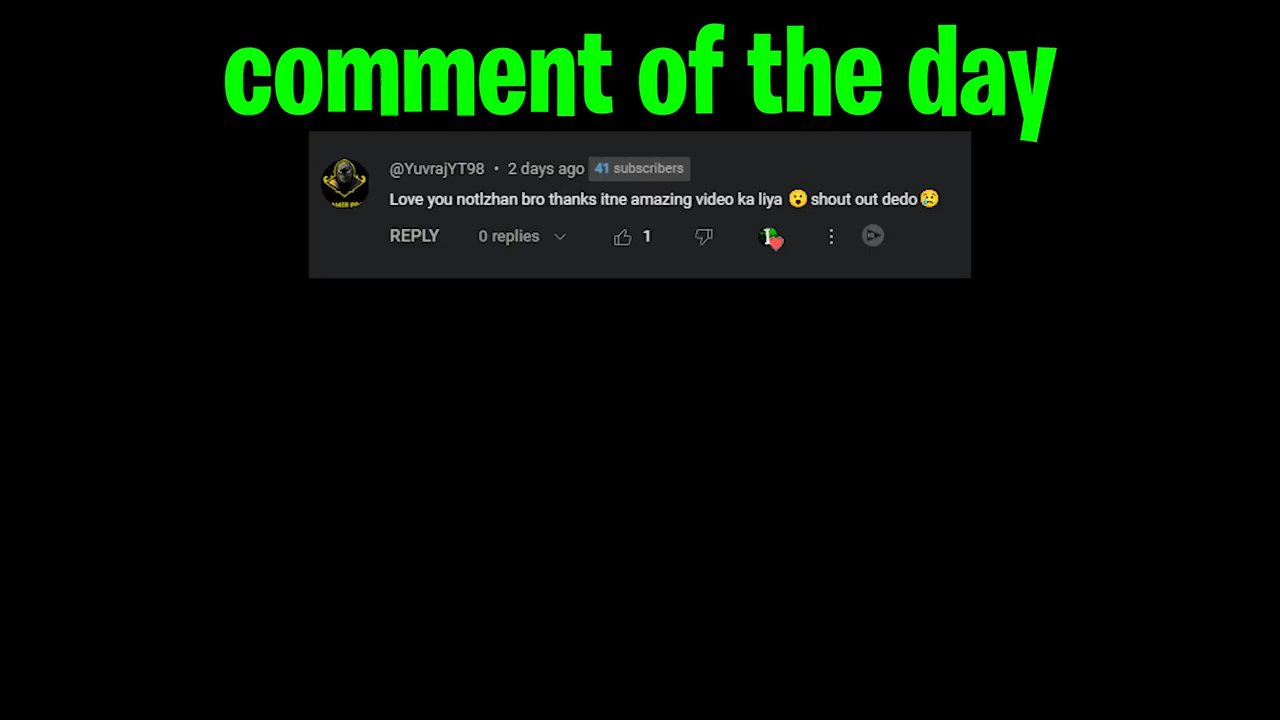 comment of the day
@YuvrajYT98 • 2 days ago 41 subscribers
Love you notlzhan bro thanks itne amazing video ka liya 😮 shout out dedo 😢
REPLY 0 replies 1